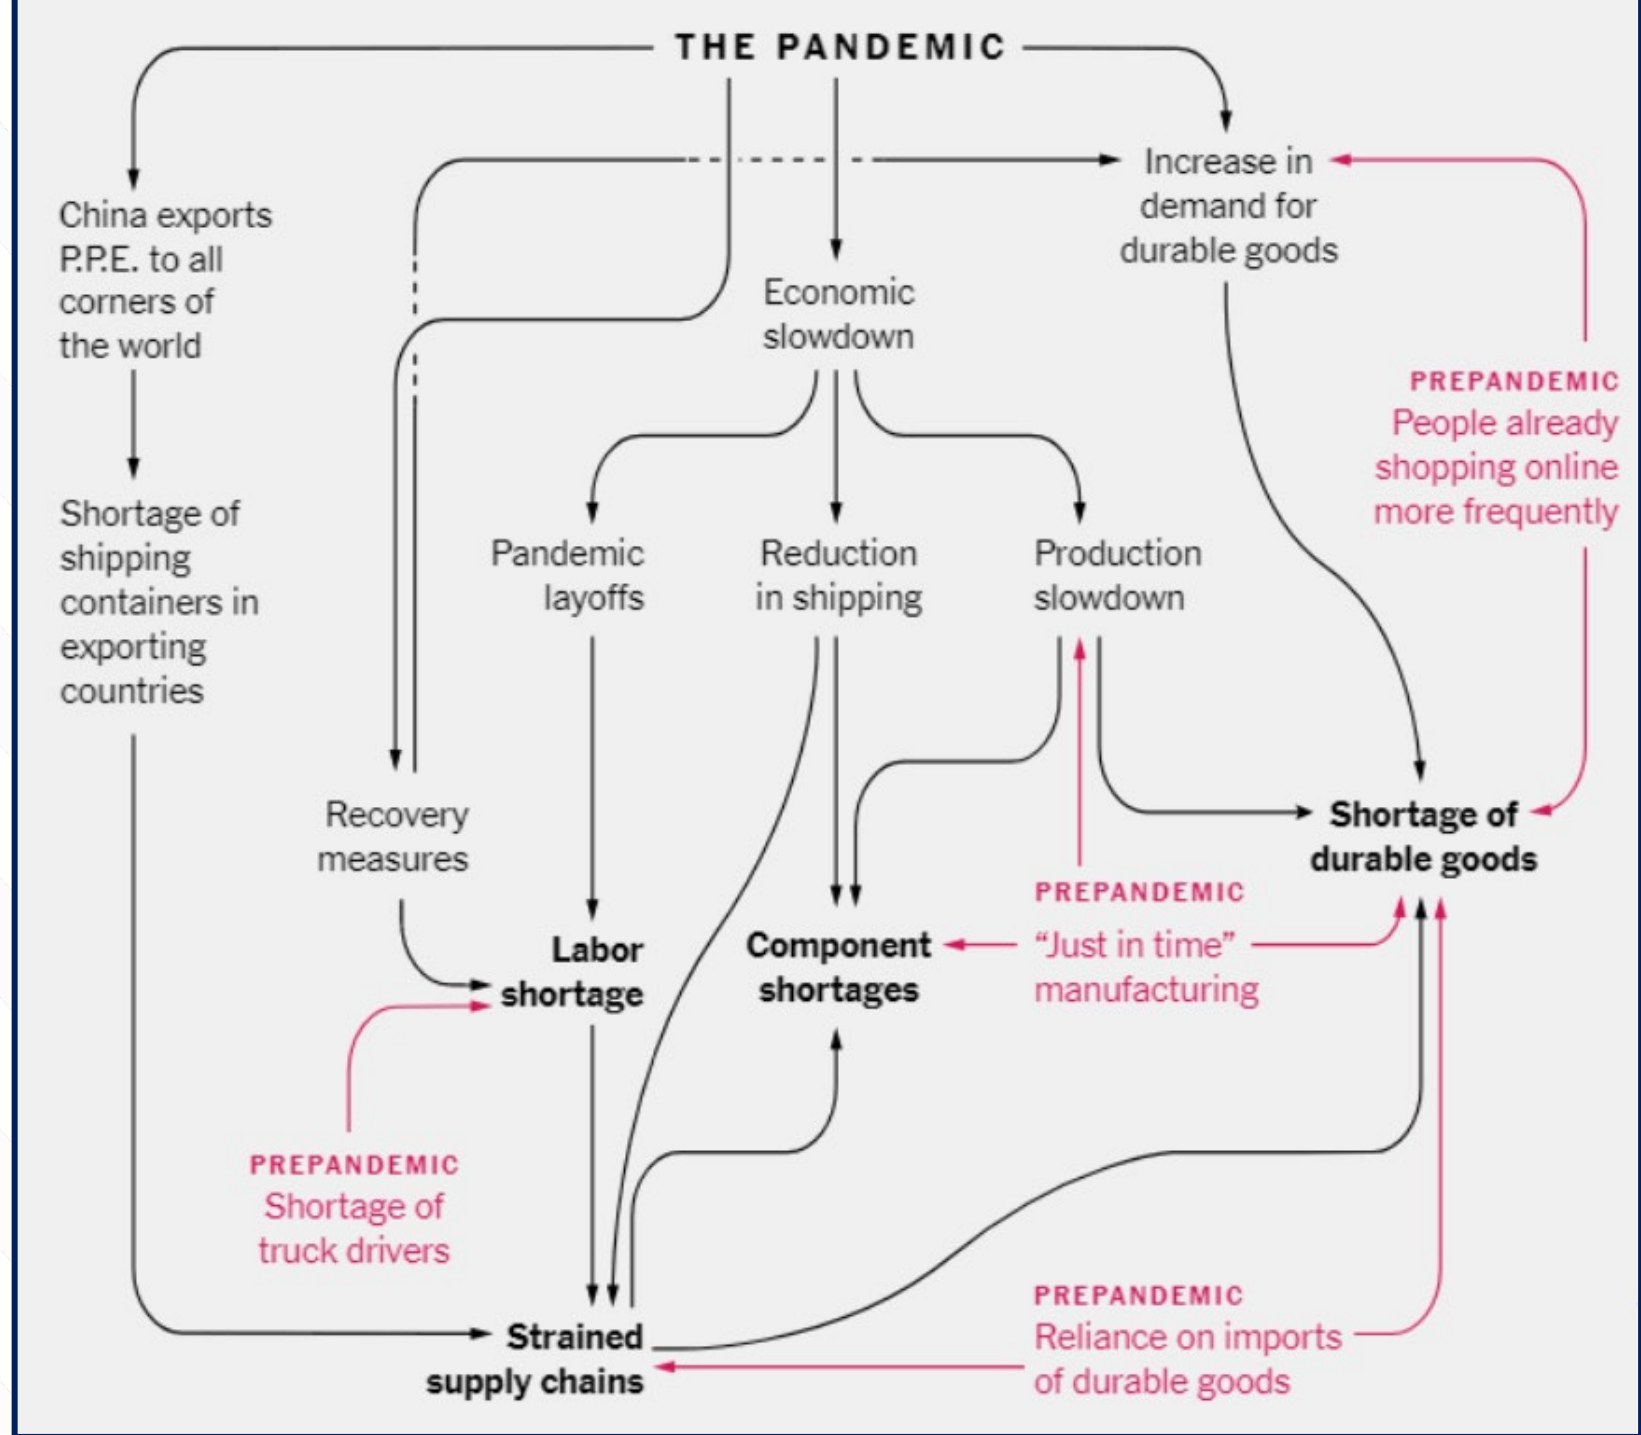 THE PANDEMIC
China exports
P.P.E. to all
corners of
the world
Increase in
demand for
durable goods
Economic
slowdown
PREPANDEMIC
People already
shopping online
more frequently
Shortage of
shipping
containers in
exporting
countries
Pandemic
layoffs
Reduction
in shipping
Production
slowdown
Recovery
measures
Shortage of
durable goods
Labor
shortage
Component
shortages
PREPANDEMIC
“Just in time”
manufacturing
PREPANDEMIC
Shortage of
truck drivers
Strained
supply chains
PREPANDEMIC
Reliance on imports
of durable goods